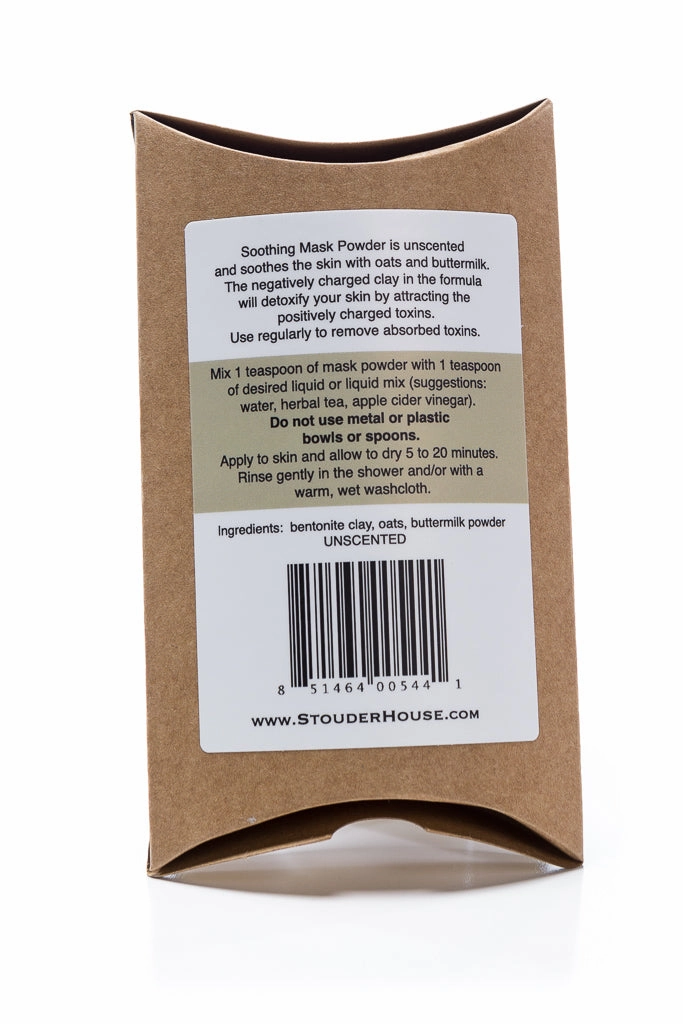 Soothing Mask Powder is unscented
and soothes the skin with oats and buttermilk.
The negatively charged clay in the formula
will detoxify your skin by attracting the
positively charged toxins.
Use regularly to remove absorbed toxins.
Mix 1 teaspoon of mask powder with 1 teaspoon
of desired liquid or liquid mix (suggestions:
water, herbal tea, apple cider vinegar).
Do not use metal or plastic
bowls or spoons.
Apply to skin and allow to dry 5 to 20 minutes.
Rinse gently in the shower and/or with a
warm, wet washcloth.
Ingredients: bentonite clay, oats, buttermilk powder
UNSCENTED
8 51464 00544 1
www.StouderHouse.com